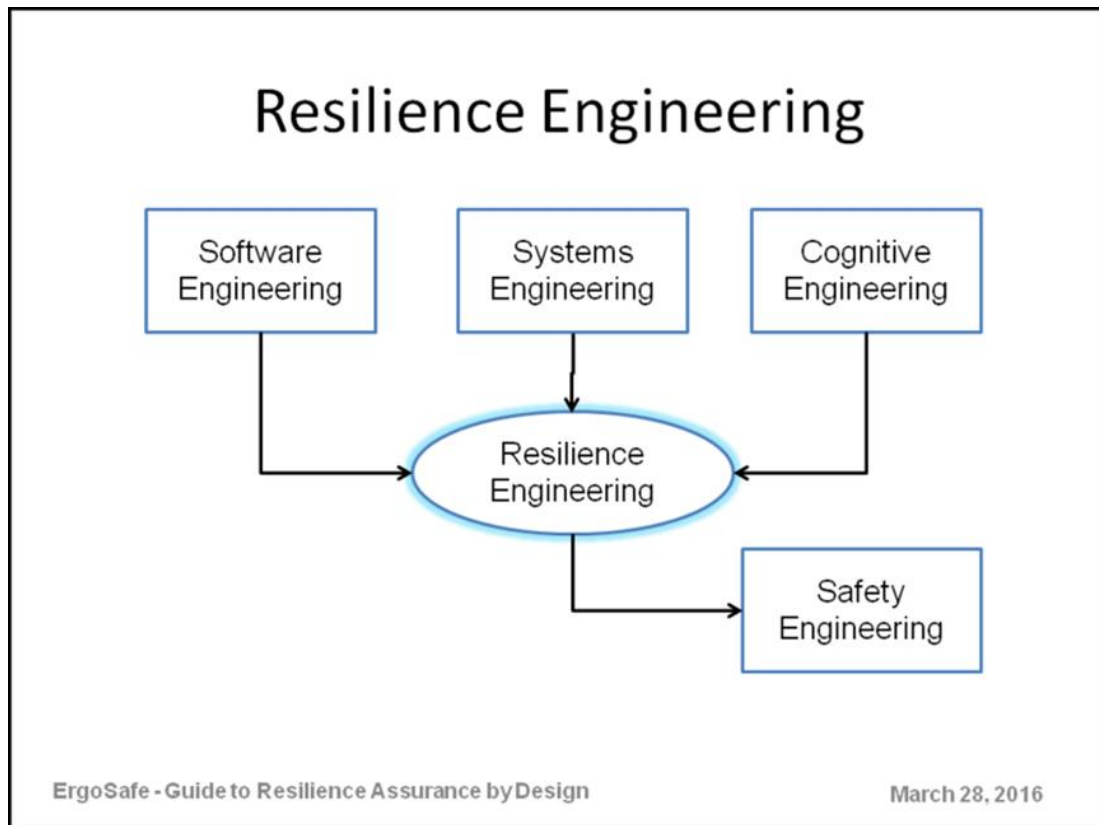 Resilience Engineering
Software
Engineering
Systems
Engineering
Cognitive
Engineering
Resilience
Engineering
Safety
Engineering
ErgoSafe - Guide to Resilience Assurance by Design
March 28, 2016